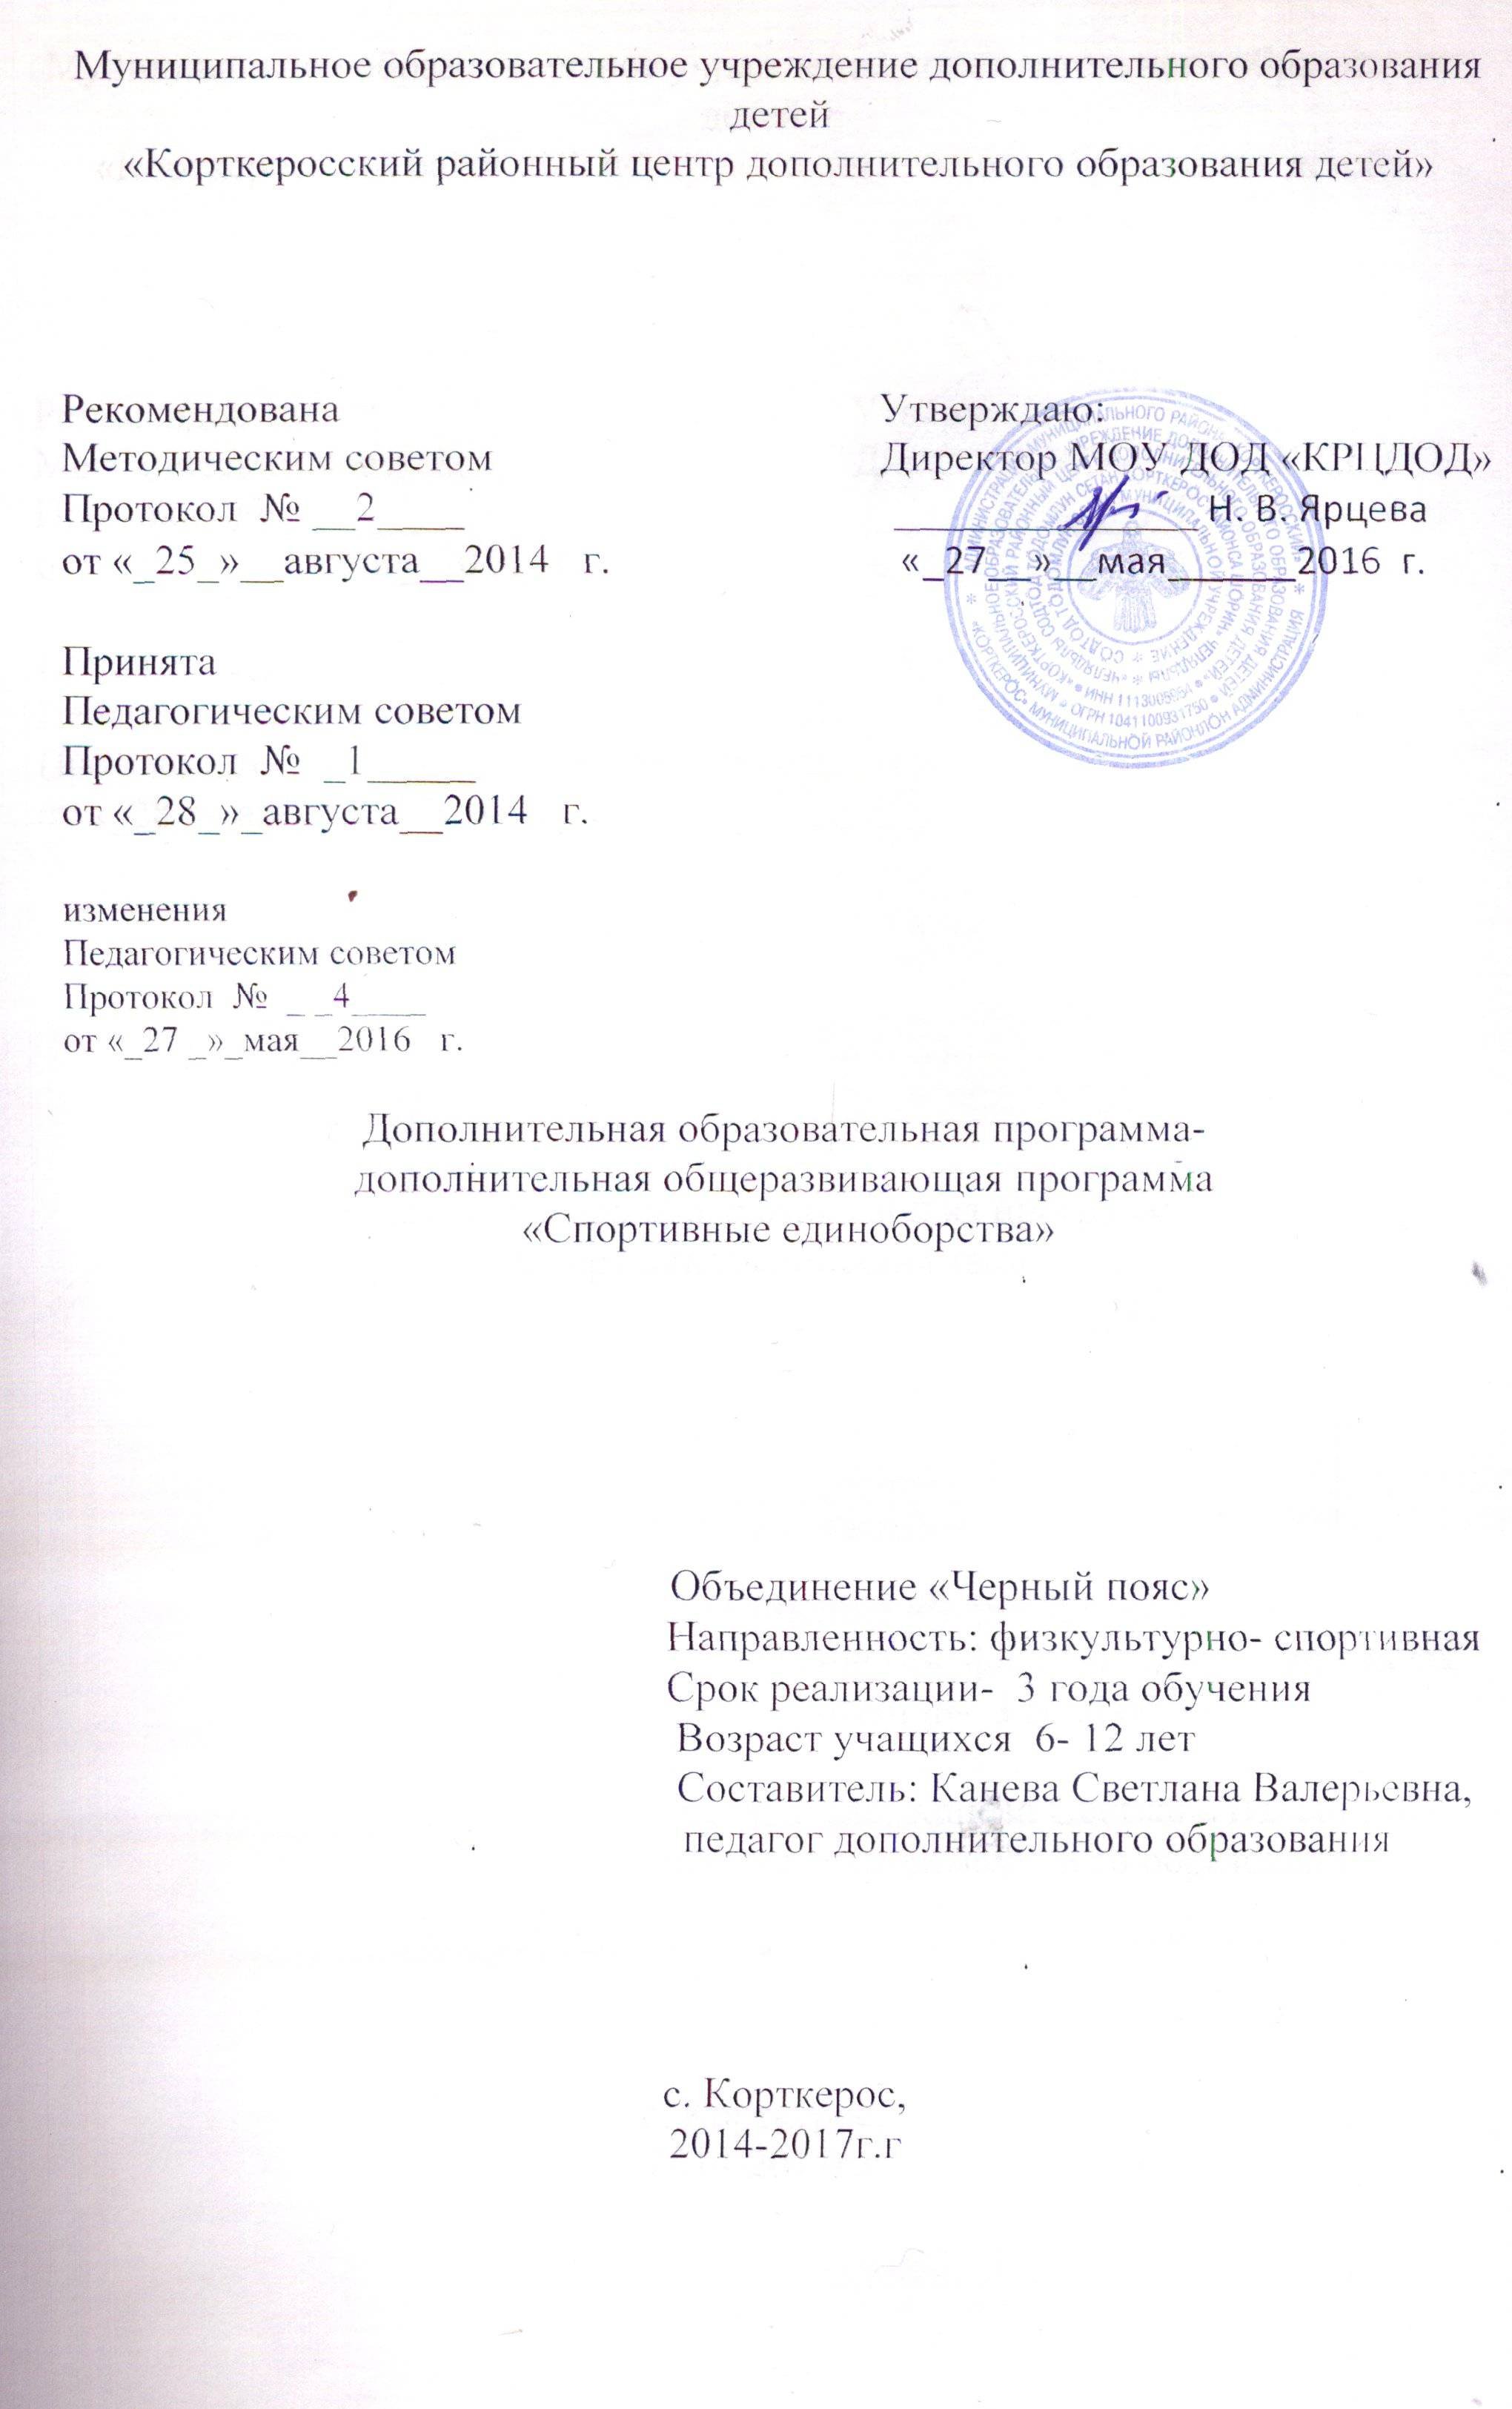 Муниципальное образовательное учреждение дополнительного образования
детей
«Корткеросский районный центр дополнительного образования детей»
Рекомендована
Методическим советом
Протокол № __2____
от «_25_»__августа__2014 г.
Утверждаю:
Директор МОУ ДОД «КРЦДОД»
______________ Н. В. Ярцева
«_27__»__мая______2016 г.
Принята
Педагогическим советом
Протокол № _1_____
от «_28_»_августа__2014 г.
изменения
Педагогическим советом
Протокол № _ _4____
от «_27 _»_мая__2016 г.
Дополнительная образовательная программа-
дополнительная общеразвивающая программа
«Спортивные единоборства»
Объединение «Черный пояс»
Направленность: физкультурно- спортивная
Срок реализации- 3 года обучения
Возраст учащихся 6- 12 лет
Составитель: Канева Светлана Валерьевна,
педагог дополнительного образования
с. Корткерос,
2014-2017г.г